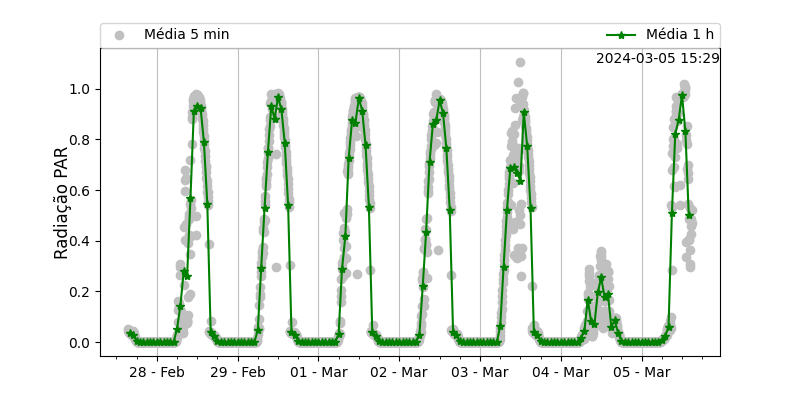 Média 5 min
Média 1 h
2024-03-05 15:29
Radiação PAR
1.0
0.8
0.6
0.4
0.2
0.0
28 - Feb
29 - Feb
01 - Mar
02 - Mar
03 - Mar
04 - Mar
05 - Mar